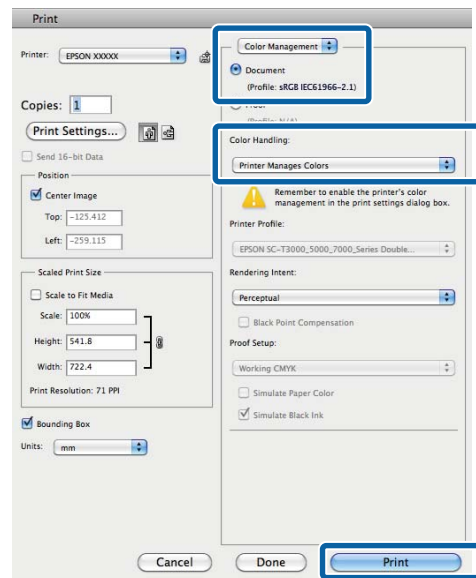 Print
Printer: EPSON XXXXX
Copies: 1
Print Settings...
Send 16-bit Data
Position
Center Image
Top: -125.412
Left: -259.115
Scaled Print Size
Scale to Fit Media
Scale: 100%
Height: 541.8
Width: 722.4
Print Resolution: 71 PPI
Bounding Box
Units: mm
Color Management
Document
(Profile: sRGB IEC61966-2.1)
Color Handling:
Printer Manages Colors
Remember to enable the printer's color
management in the print settings dialog box.
Printer Profile:
EPSON SC-T3000_5000_7000_Series Double...
Rendering Intent:
Perceptual
Black Point Compensation
Proof Setup:
Working CMYK
Simulate Paper Color
Simulate Black Ink
Cancel
Done
Print